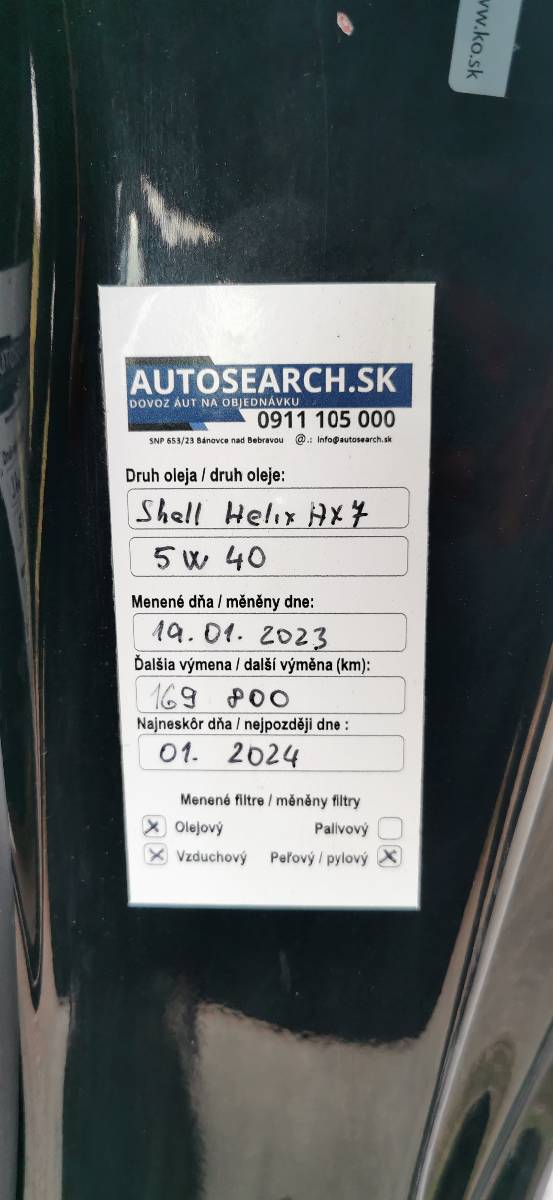 ww.ko.sk
AUTOSEARCH.SK
DOVOZ ÁUT NA OBJEDNÁVKU
0911 105 000
SNP 653/23 Bánovce nad Bebravou @.: info@autosearch.sk
Druh oleja / druh oleje:
Shell Helix HX7
5W 40
Menené dňa / měněny dne:
19. 01. 2023
Ďalšia výmena / další výměna (km):
169 800
Najneskôr dňa / nejpozději dne :
01. 2024
Menené filtre / měněny filtry
Olejový Palivový
Vzduchový Peľový / pylový